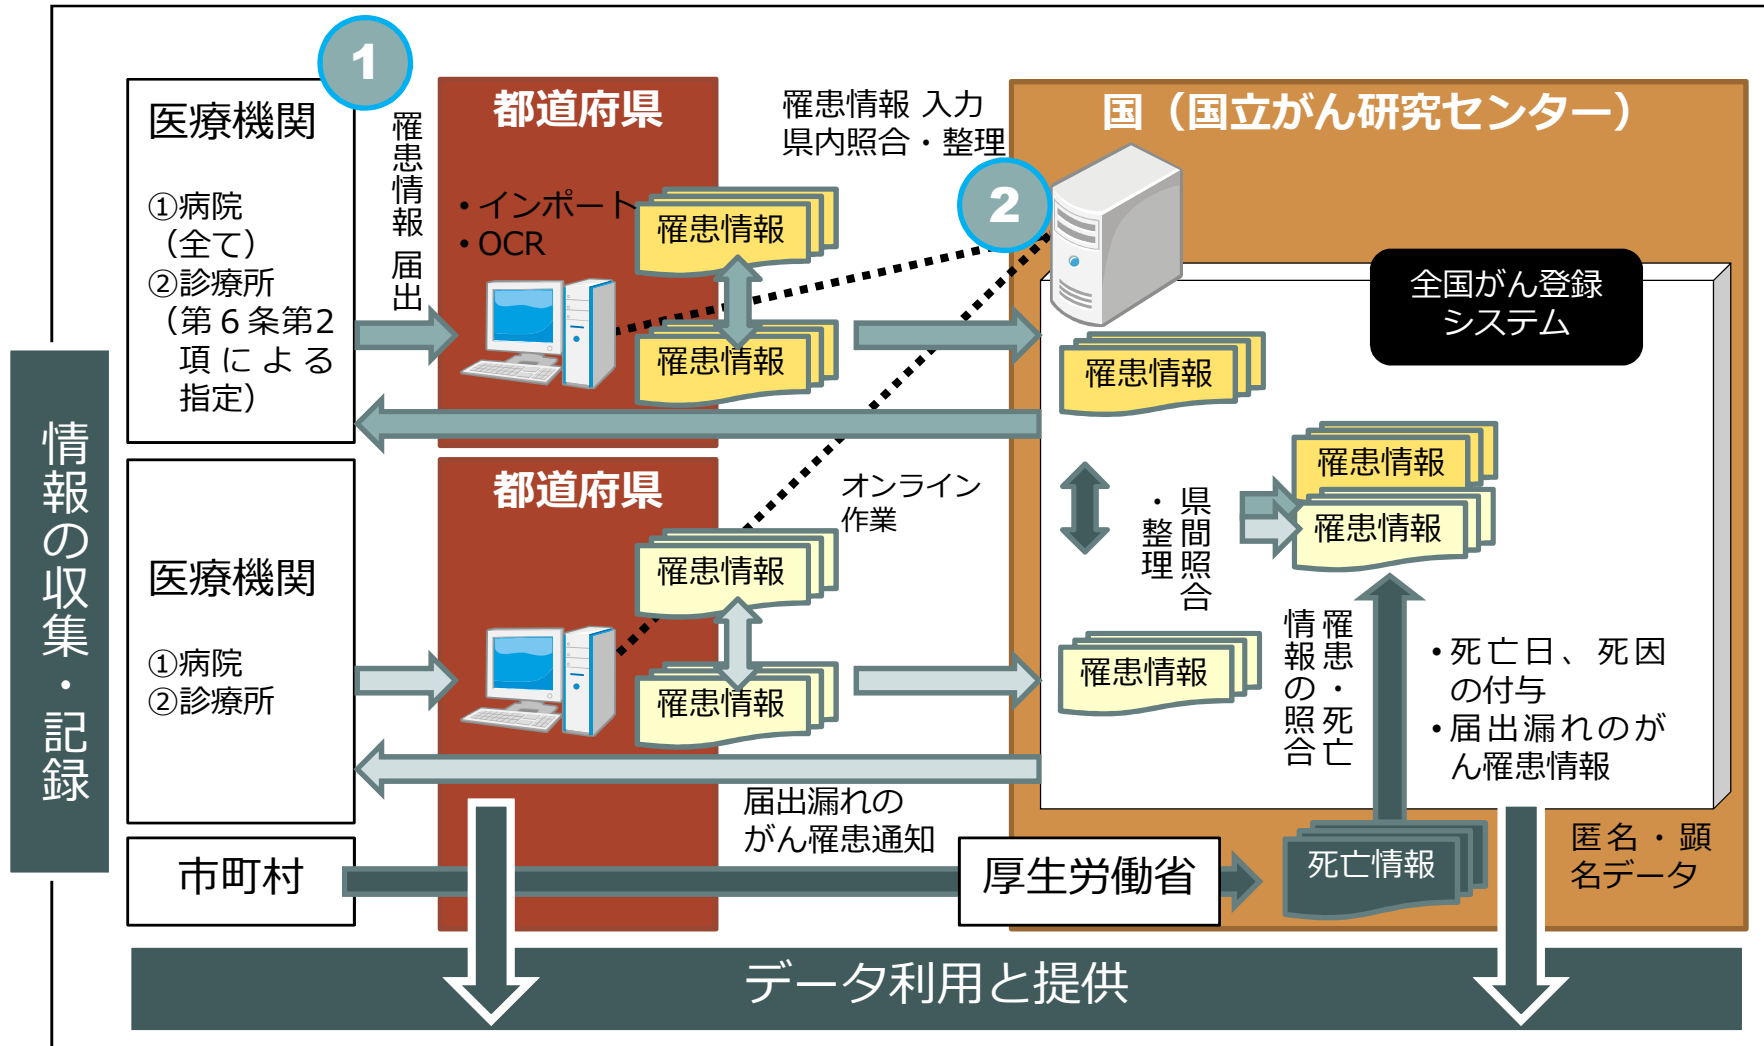 情報の収集・記録
1
医療機関
①病院
（全て）
②診療所
（第６条第2
項による
指定）
罹患情報 届出
都道府県
・インポート
・OCR
罹患情報
罹患情報
罹患情報 入力
県内照合・整理
2
国（国立がん研究センター）
全国がん登録
システム
罹患情報
医療機関
①病院
②診療所
都道府県
罹患情報
罹患情報
オンライン
作業
県間照合
・整理
罹患情報
罹患情報
罹患情報
罹患・死亡
情報の照合
・死亡日、死因
の付与
・届出漏れのが
ん罹患情報
届出漏れの
がん罹患通知
市町村
厚生労働省
死亡情報
匿名・顕
名データ
データ利用と提供